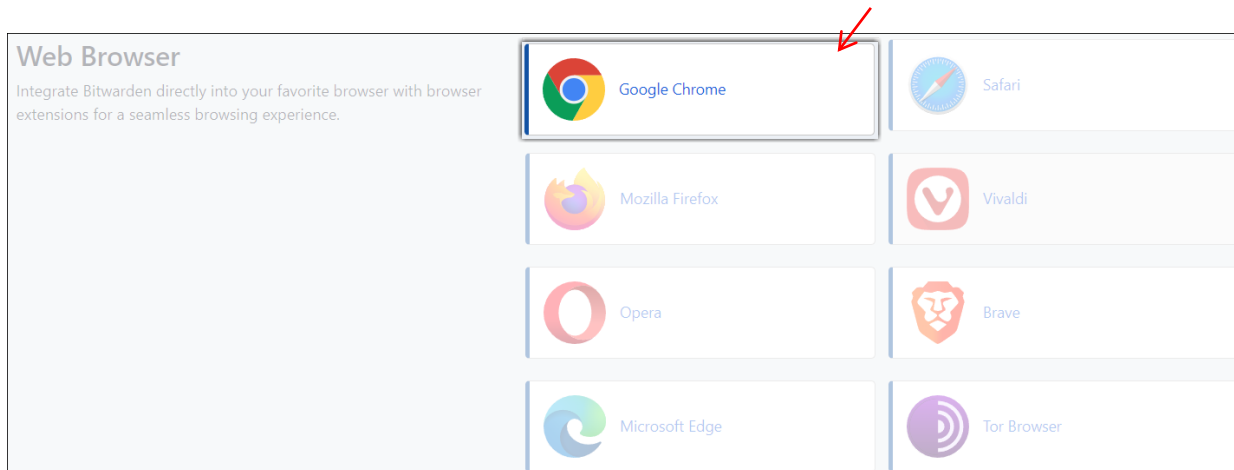 Web Browser
Integrate Bitwarden directly into your favorite browser with browser
extensions for a seamless browsing experience.
Google Chrome
Safari
Mozilla Firefox
Vivaldi
Opera
Brave
Microsoft Edge
Tor Browser